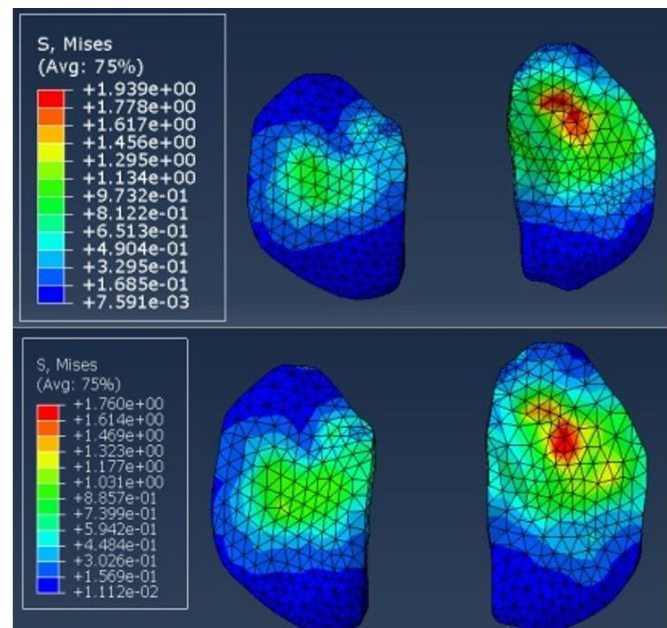 S, Mises
(Avg: 75%)
+1.939e+00
+1.778e+00
+1.617e+00
+1.456e+00
+1.295e+00
+1.134e+00
+9.732e-01
+8.122e-01
+6.513e-01
+4.904e-01
+3.295e-01
+1.685e-01
+7.591e-03
S, Mises
(Avg: 75%)
+1.760e+00
+1.614e+00
+1.469e+00
+1.323e+00
+1.177e+00
+1.031e+00
+8.857e-01
+7.399e-01
+5.942e-01
+4.484e-01
+3.026e-01
+1.569e-01
+1.112e-02